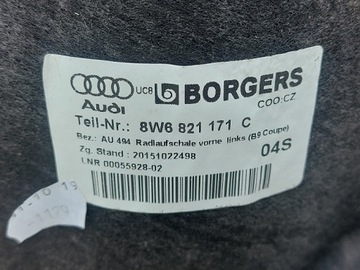 UCB BORGERS
Audi COO:CZ
Teil-Nr.: 8W6 821 171 C
Bez.: AU 494 Radlaufschale vorne links (B9 Coupe)
Zg. Stand : 20151022498 04S
LNR 00055928-02